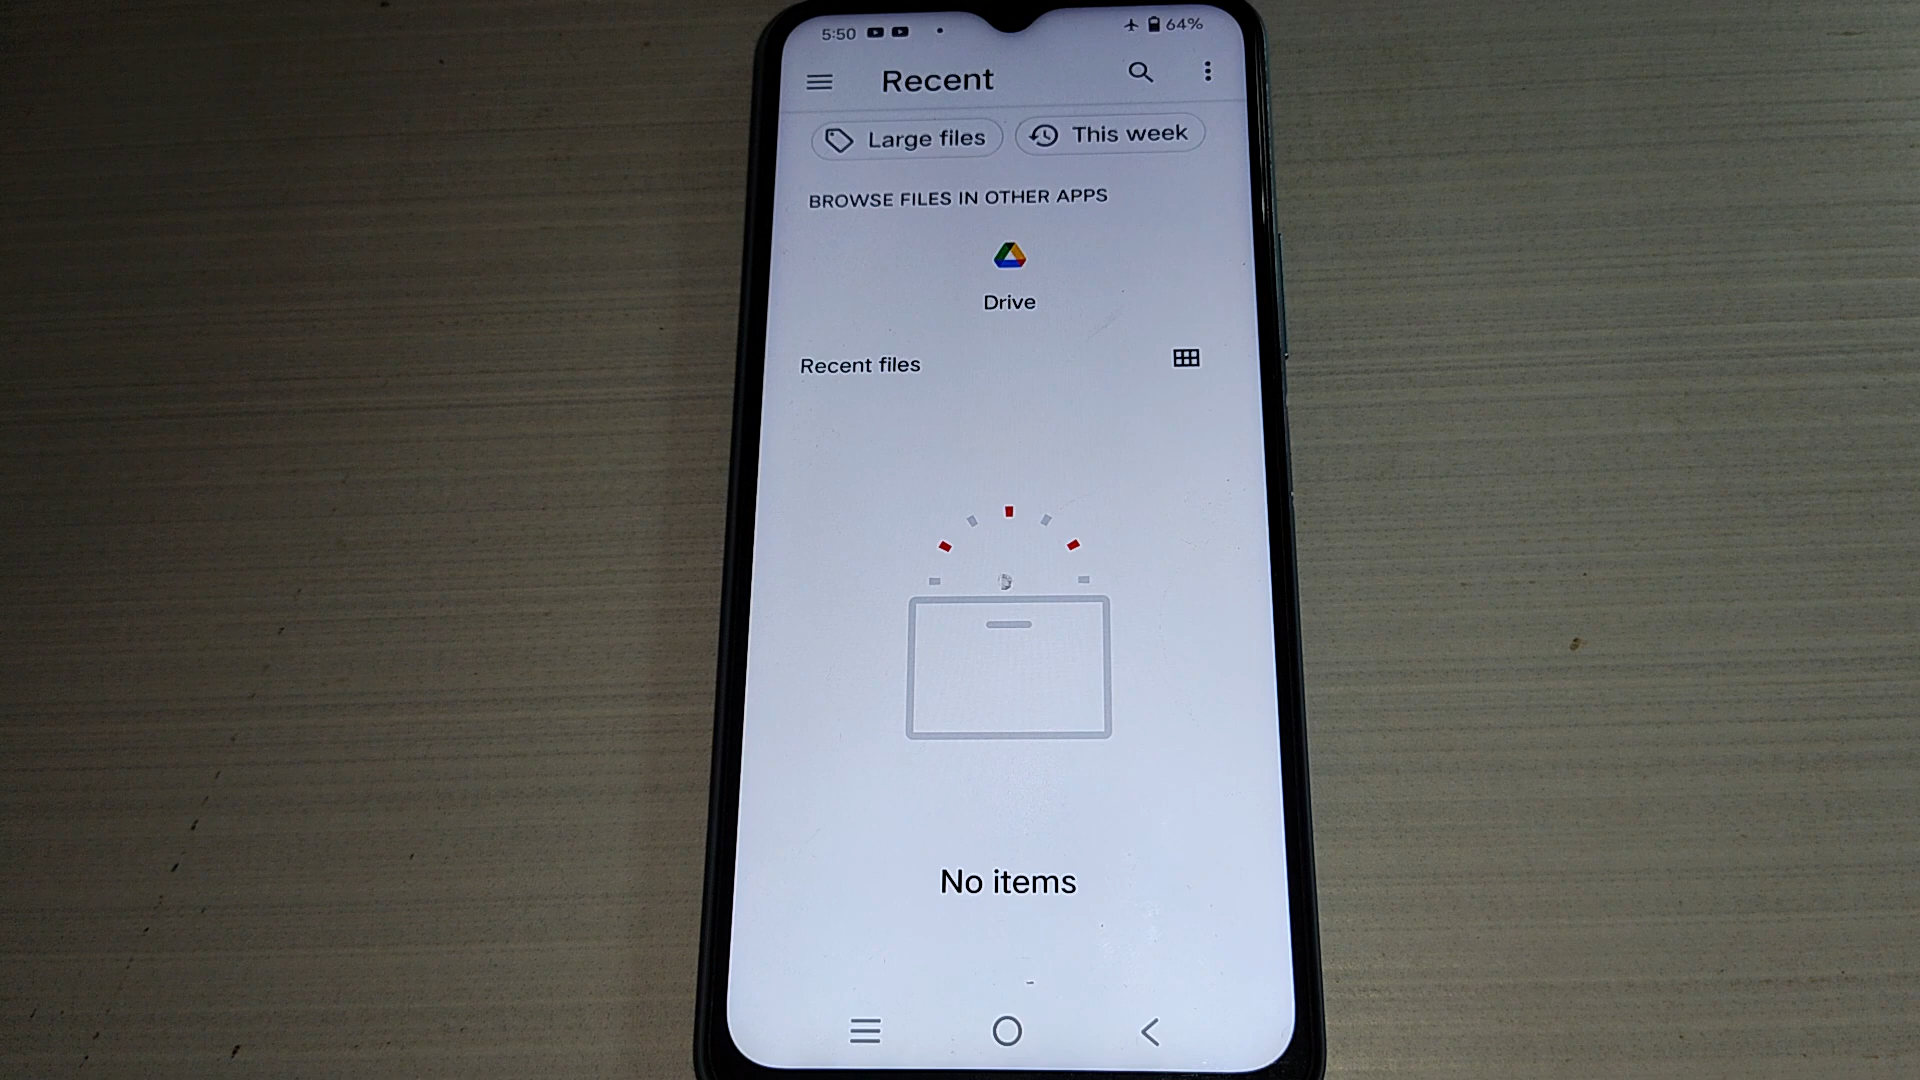 5:50 64%
Recent
Large files This week
BROWSE FILES IN OTHER APPS
Drive
Recent files
No items